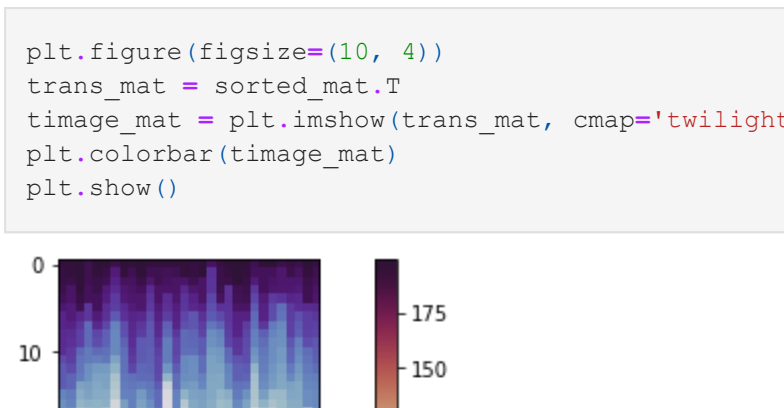 plt.figure(figsize=(10, 4))
trans_mat = sorted_mat.T
timage_mat = plt.imshow(trans_mat, cmap='twilight
plt.colorbar(timage_mat)
plt.show()
0
175
10
150